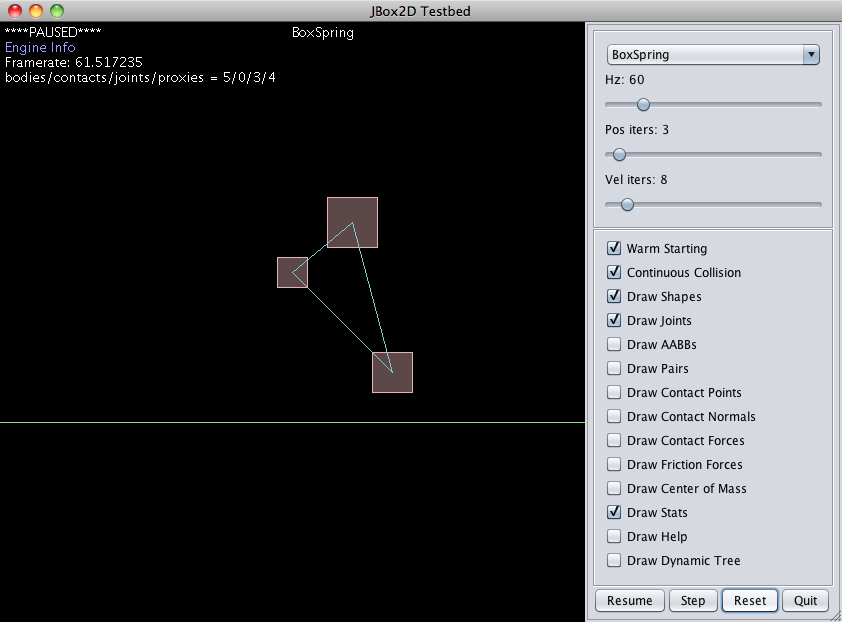 JBox2D Testbed
****PAUSED****
BoxSpring
Engine Info
Framerate: 61.517235
bodies/contacts/joints/proxies = 5/0/3/4
BoxSpring
Hz: 60
Pos iters: 3
Vel iters: 8
Warm Starting
Continuous Collision
Draw Shapes
Draw Joints
Draw AABBs
Draw Pairs
Draw Contact Points
Draw Contact Normals
Draw Contact Forces
Draw Friction Forces
Draw Center of Mass
Draw Stats
Draw Help
Draw Dynamic Tree
Resume Step Reset Quit